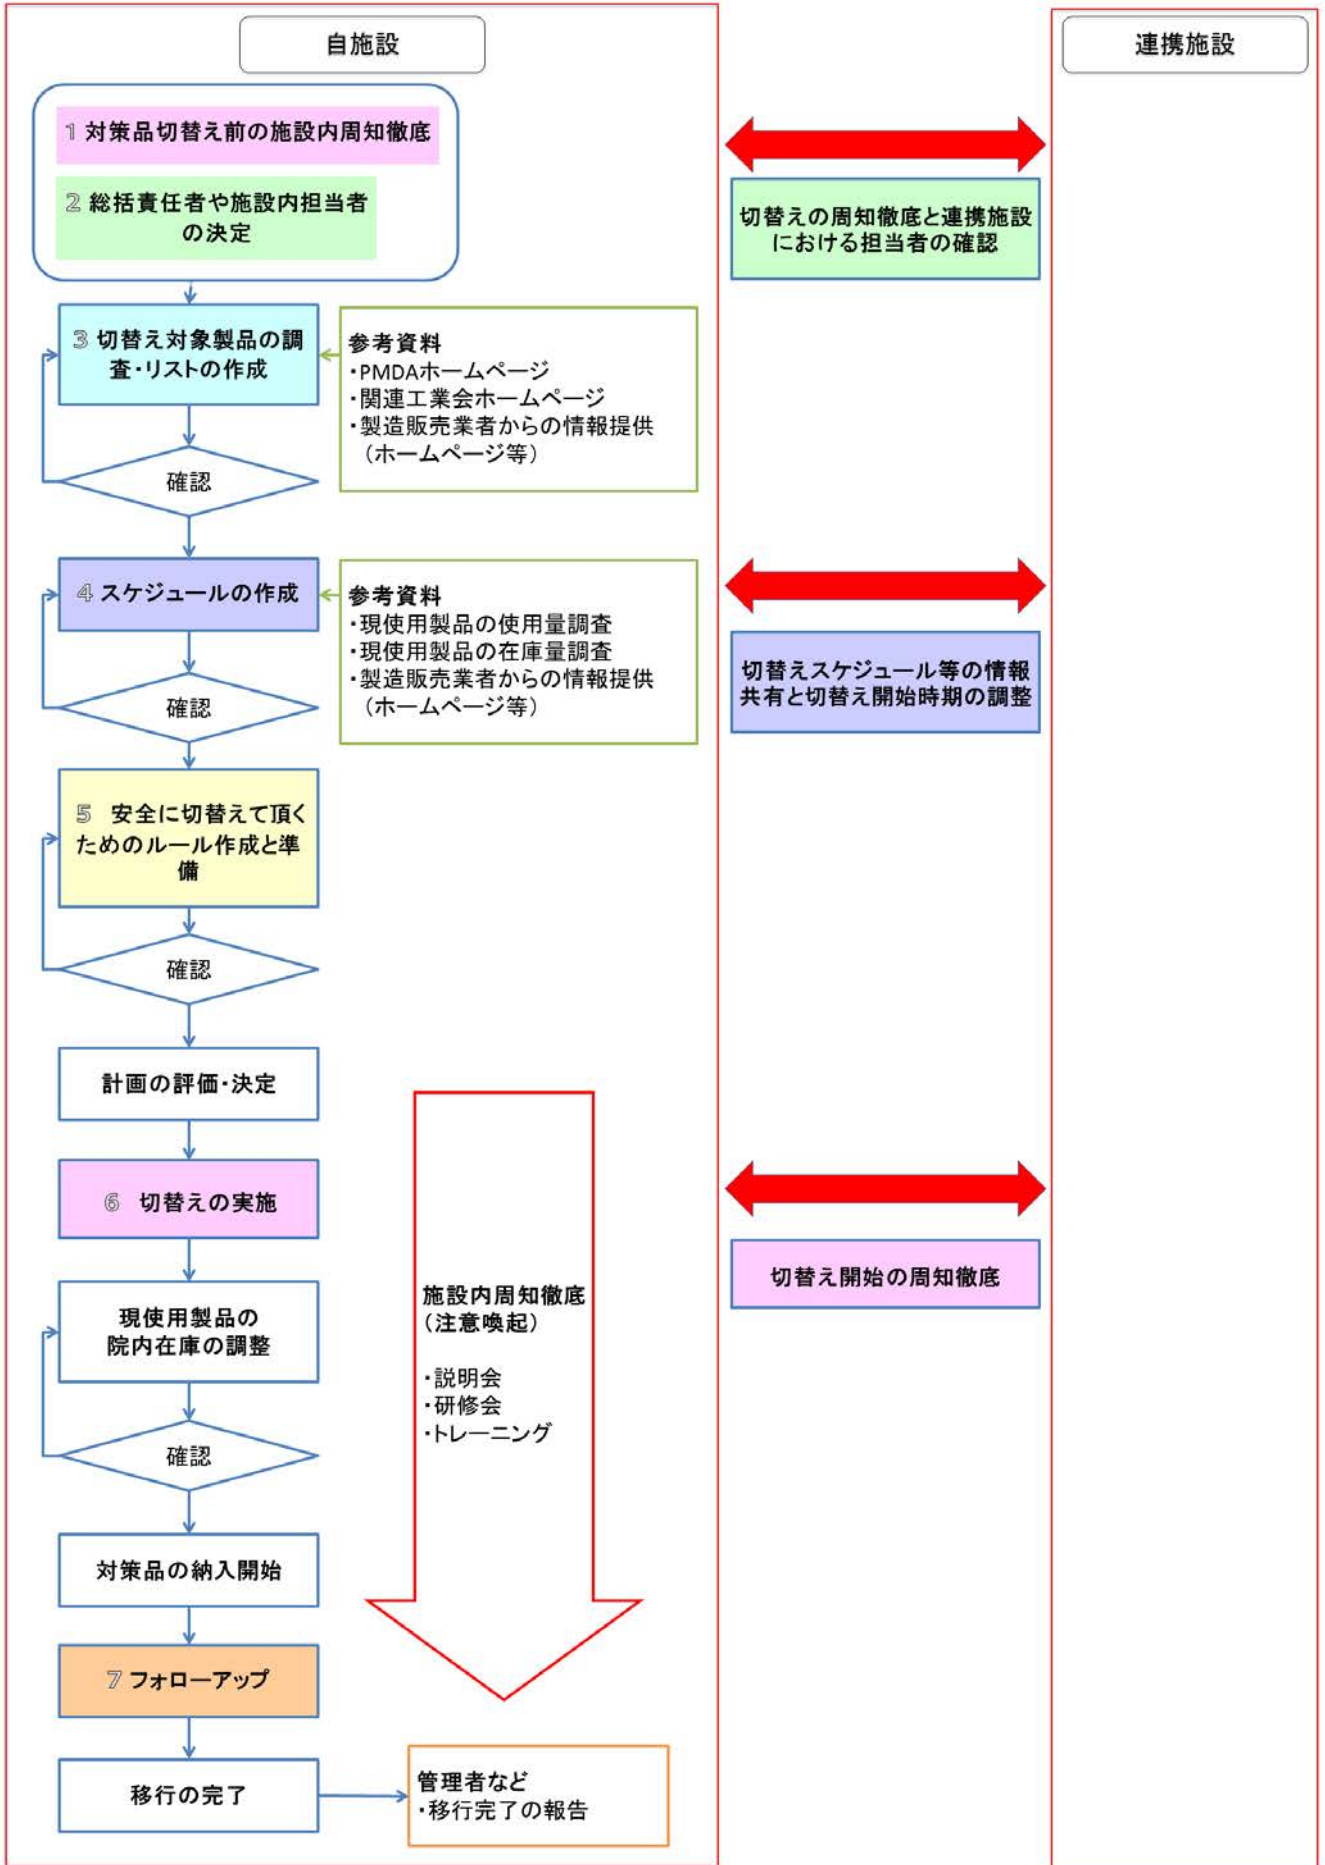 自施設
連携施設
1 対策品切替え前の施設内周知徹底
2 総括責任者や施設内担当者
の決定
切替えの周知徹底と連携施設
における担当者の確認
3 切替え対象製品の調
査・リストの作成
参考資料
・PMDAホームページ
・関連工業会ホームページ
・製造販売業者からの情報提供
（ホームページ等）
確認
4 スケジュールの作成
参考資料
・現使用製品の使用量調査
・現使用製品の在庫量調査
・製造販売業者からの情報提供
（ホームページ等）
切替えスケジュール等の情報
共有と切替え開始時期の調整
確認
5 安全に切替えて頂く
ためのルール作成と準
備
確認
計画の評価・決定
6 切替えの実施
切替え開始の周知徹底
現使用製品の
院内在庫の調整
施設内周知徹底
（注意喚起）
・説明会
・研修会
・トレーニング
確認
対策品の納入開始
7 フォローアップ
移行の完了
管理者など
・移行完了の報告